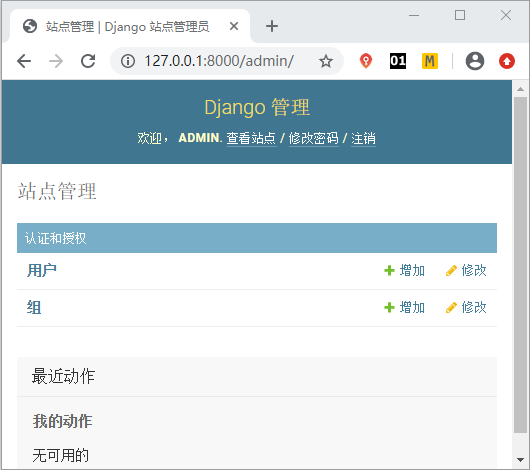 站点管理 | Django 站点管理员
127.0.0.1:8000/admin/
01
M
Django 管理
欢迎， ADMIN. 查看站点 / 修改密码 / 注销
站点管理
认证和授权
用户 增加 修改
组 增加 修改
最近动作
我的动作
无可用的